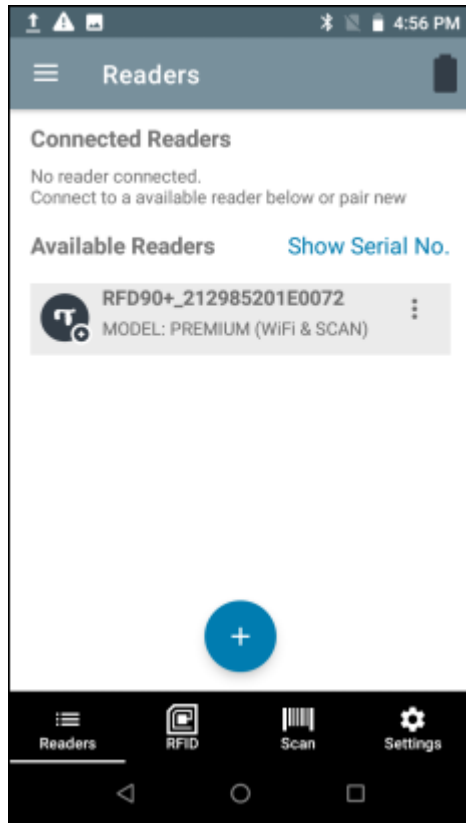 4:56 PM
Readers
Connected Readers
No reader connected.
Connect to a available reader below or pair new
Available Readers
Show Serial No.
RFD90+_212985201E0072
MODEL: PREMIUM (WiFi & SCAN)
+
Readers
RFID
Scan
Settings